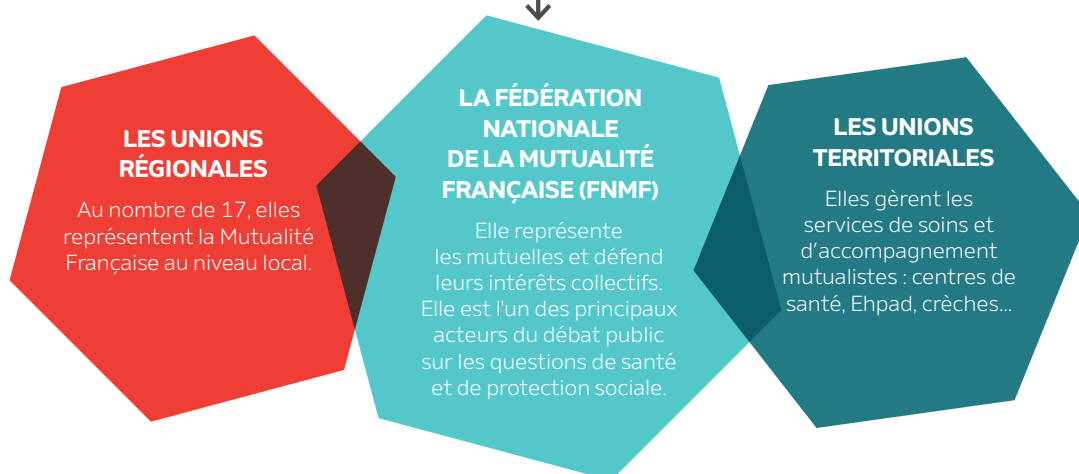 LES UNIONS
RÉGIONALES
Au nombre de 17, elles
représentent la Mutualité
Française au niveau local.
LA FÉDÉRATION
NATIONALE
DE LA MUTUALITÉ
FRANÇAISE (FNMF)
Elle représente
les mutuelles et défend
leurs intérêts collectifs.
Elle est l'un des principaux
acteurs du débat public
sur les questions de santé
et de protection sociale.
LES UNIONS
TERRITORIALES
Elles gèrent les
services de soins et
d'accompagnement
mutualistes : centres de
santé, Ehpad, crèches...